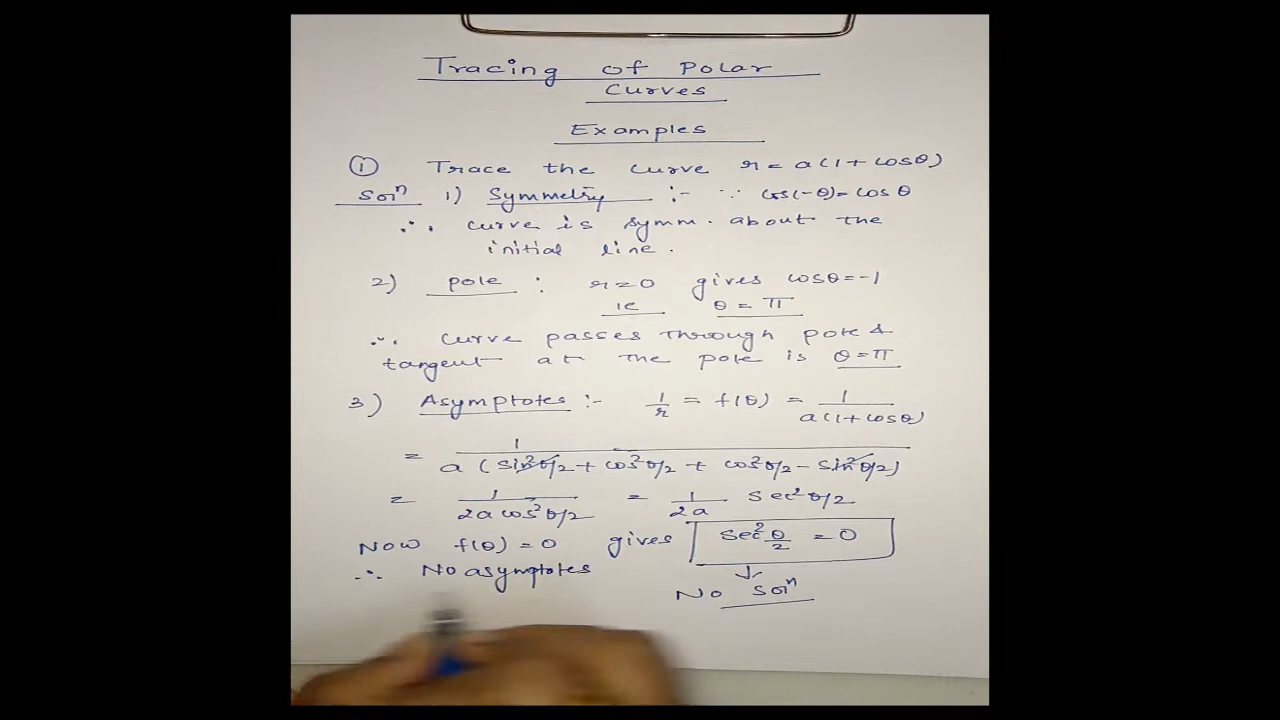 Tracing of Polar
Curves
Examples
① Trace the curve r = a(1 + cosθ)
Solⁿ 1) Symmetry :- ∵ cos(-θ) = cos θ
∴ curve is symm. about the
initial line.
2) pole : r = 0 gives cosθ = -1
ie θ = π
∴ curve passes through pole &
tangent at the pole is θ = π
3) Asymptotes :- 1/r = f(θ) = 1/a(1 + cosθ)
= 1/a(sin²θ/2 + cos²θ/2 + cos²θ/2 - sin²θ/2)
= 1/2a cos²θ/2 = 1/2a sec²θ/2
Now f(θ) = 0 gives sec²θ/2 = 0
∴ No asymptotes
No solⁿ